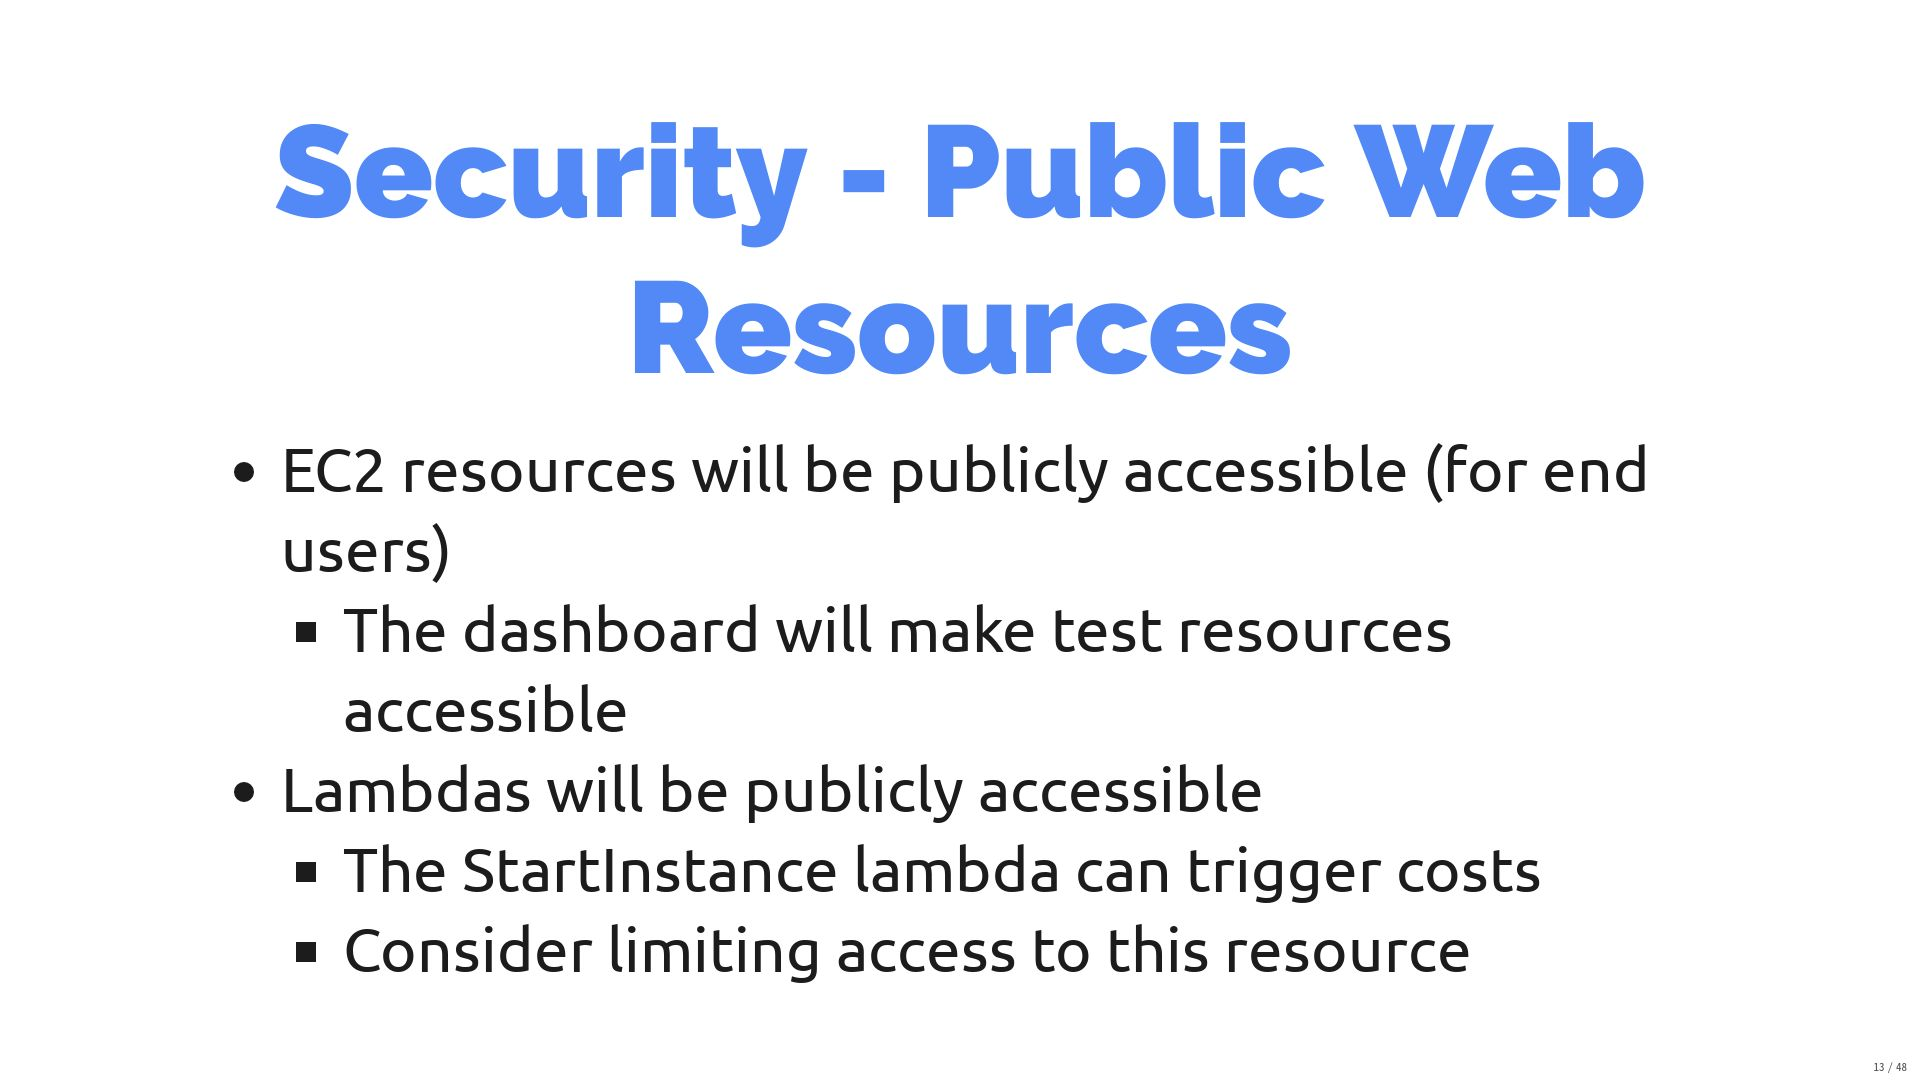 Security - Public Web
Resources
• EC2 resources will be publicly accessible (for end
users)
▪ The dashboard will make test resources
accessible
• Lambdas will be publicly accessible
▪ The StartInstance lambda can trigger costs
▪ Consider limiting access to this resource
13 / 48